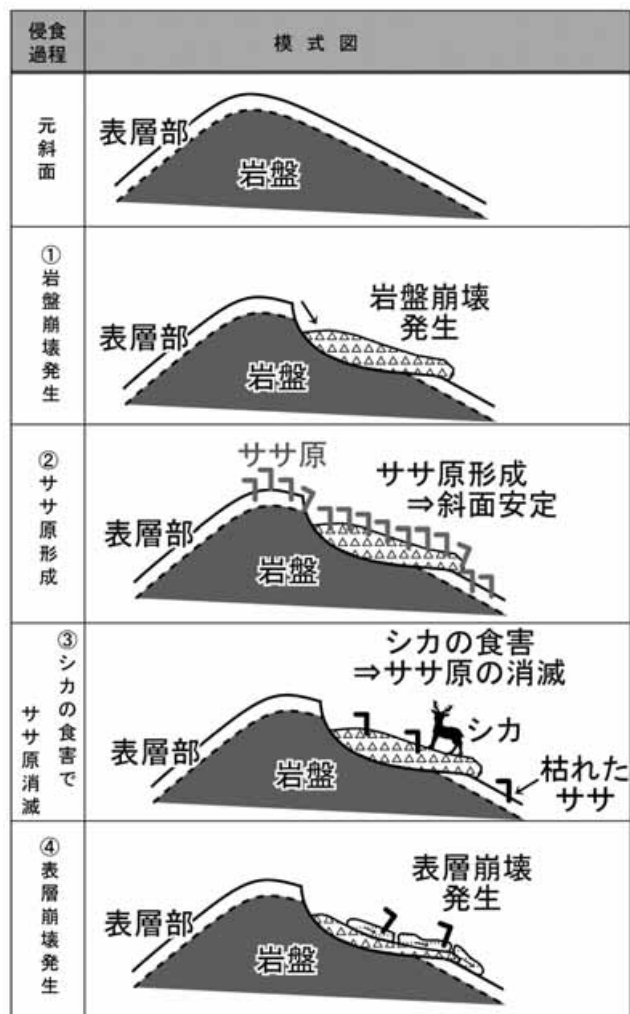 侵食
過程
模式図
元斜面
表層部
岩盤
①岩盤崩壊発生
岩盤崩壊
発生
表層部
岩盤
②ササ原形成
ササ原
ササ原形成
⇒斜面安定
表層部
岩盤
③シカの食害で
ササ原消滅
シカの食害
⇒ササ原の消滅
シカ
表層部
岩盤
枯れた
ササ
④表層崩壊発生
表層崩壊
発生
表層部
岩盤